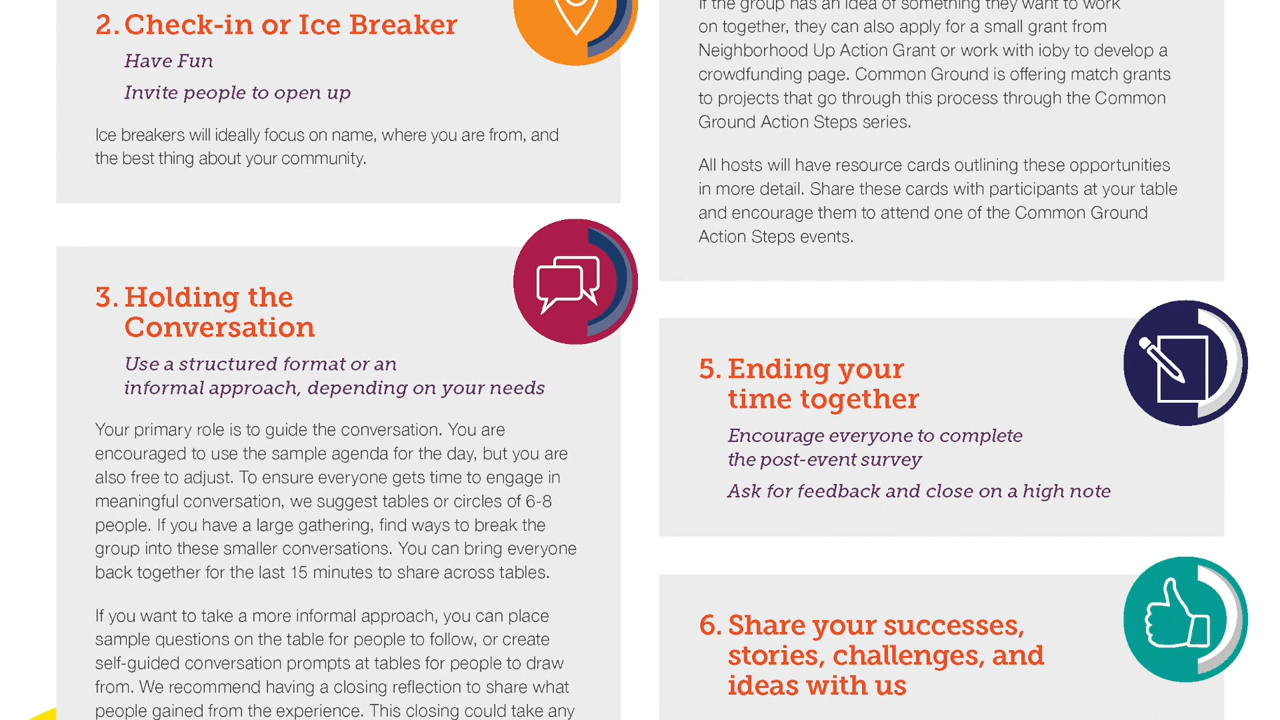 2. Check-in or Ice Breaker
Have Fun
Invite people to open up
Ice breakers will ideally focus on name, where you are from, and
the best thing about your community.
3. Holding the
Conversation
Use a structured format or an
informal approach, depending on your needs
Your primary role is to guide the conversation. You are
encouraged to use the sample agenda for the day, but you are
also free to adjust. To ensure everyone gets time to engage in
meaningful conversation, we suggest tables or circles of 6-8
people. If you have a large gathering, find ways to break the
group into these smaller conversations. You can bring everyone
back together for the last 15 minutes to share across tables.
If you want to take a more informal approach, you can place
sample questions on the table for people to follow, or create
self-guided conversation prompts at tables for people to draw
from. We recommend having a closing reflection to share what
people gained from the experience. This closing could take any
If the group has an idea of something they want to work
on together, they can also apply for a small grant from
Neighborhood Up Action Grant or work with ioby to develop a
crowdfunding page. Common Ground is offering match grants
to projects that go through this process through the Common
Ground Action Steps series.
All hosts will have resource cards outlining these opportunities
in more detail. Share these cards with participants at your table
and encourage them to attend one of the Common Ground
Action Steps events.
5. Ending your
time together
Encourage everyone to complete
the post-event survey
Ask for feedback and close on a high note
6. Share your successes,
stories, challenges, and
ideas with us